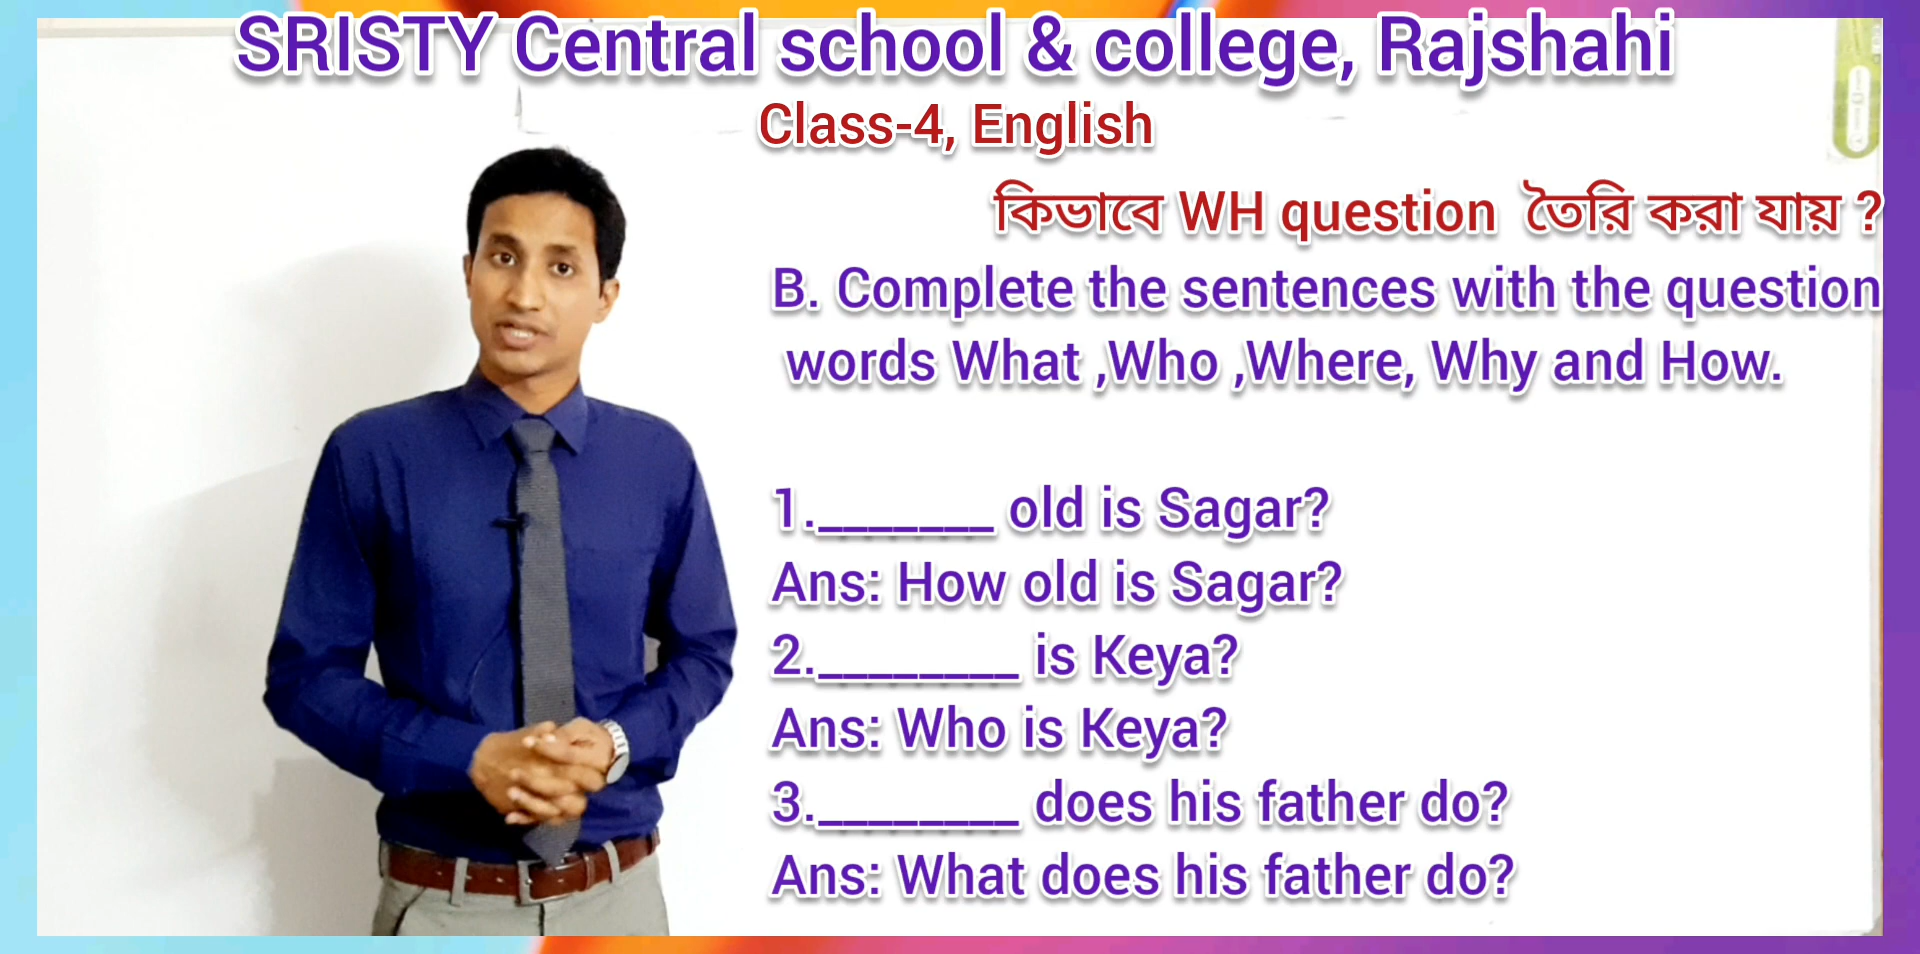 SRISTY Central school & college, Rajshahi
Class-4, English
কিভাবে WH question তৈরি করা যায় ?
B. Complete the sentences with the question
words What ,Who ,Where, Why and How.
1._______ old is Sagar?
Ans: How old is Sagar?
2.________ is Keya?
Ans: Who is Keya?
3.________ does his father do?
Ans: What does his father do?